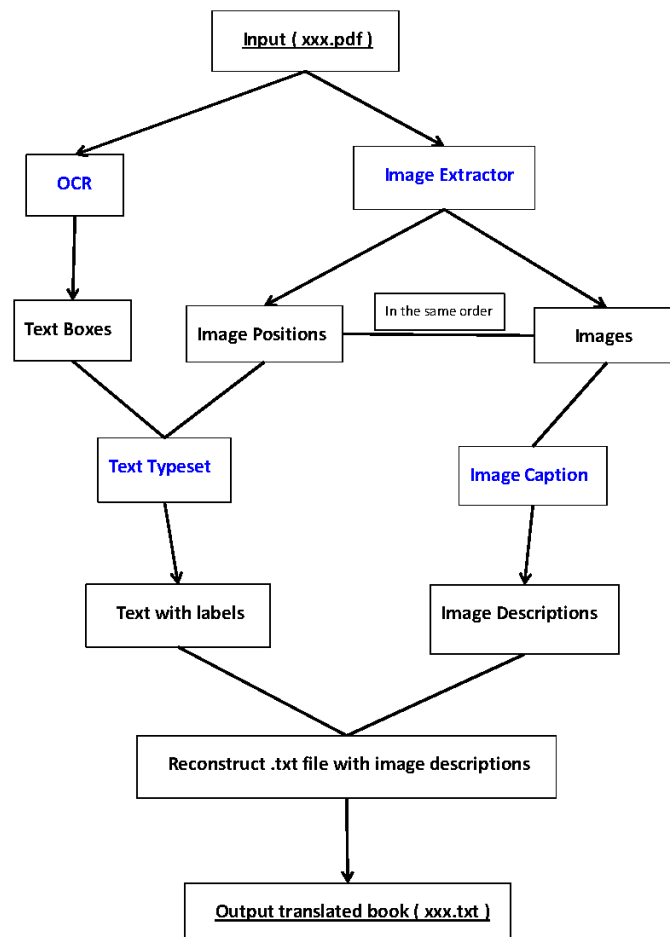 Input ( xxx.pdf )
OCR
Image Extractor
Text Boxes
Image Positions
In the same order
Images
Text Typeset
Image Caption
Text with labels
Image Descriptions
Reconstruct .txt file with image descriptions
Output translated book ( xxx.txt )